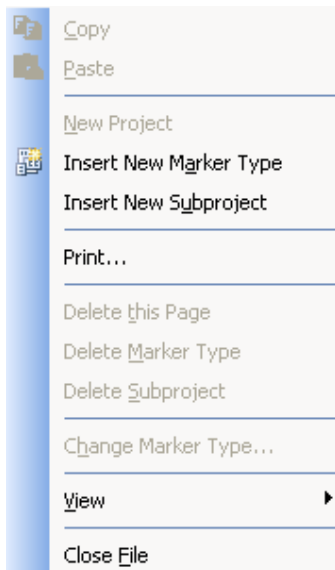 Copy
Paste
New Project
Insert New Marker Type
Insert New Subproject
Print...
Delete this Page
Delete Marker Type
Delete Subproject
Change Marker Type...
View
Close File